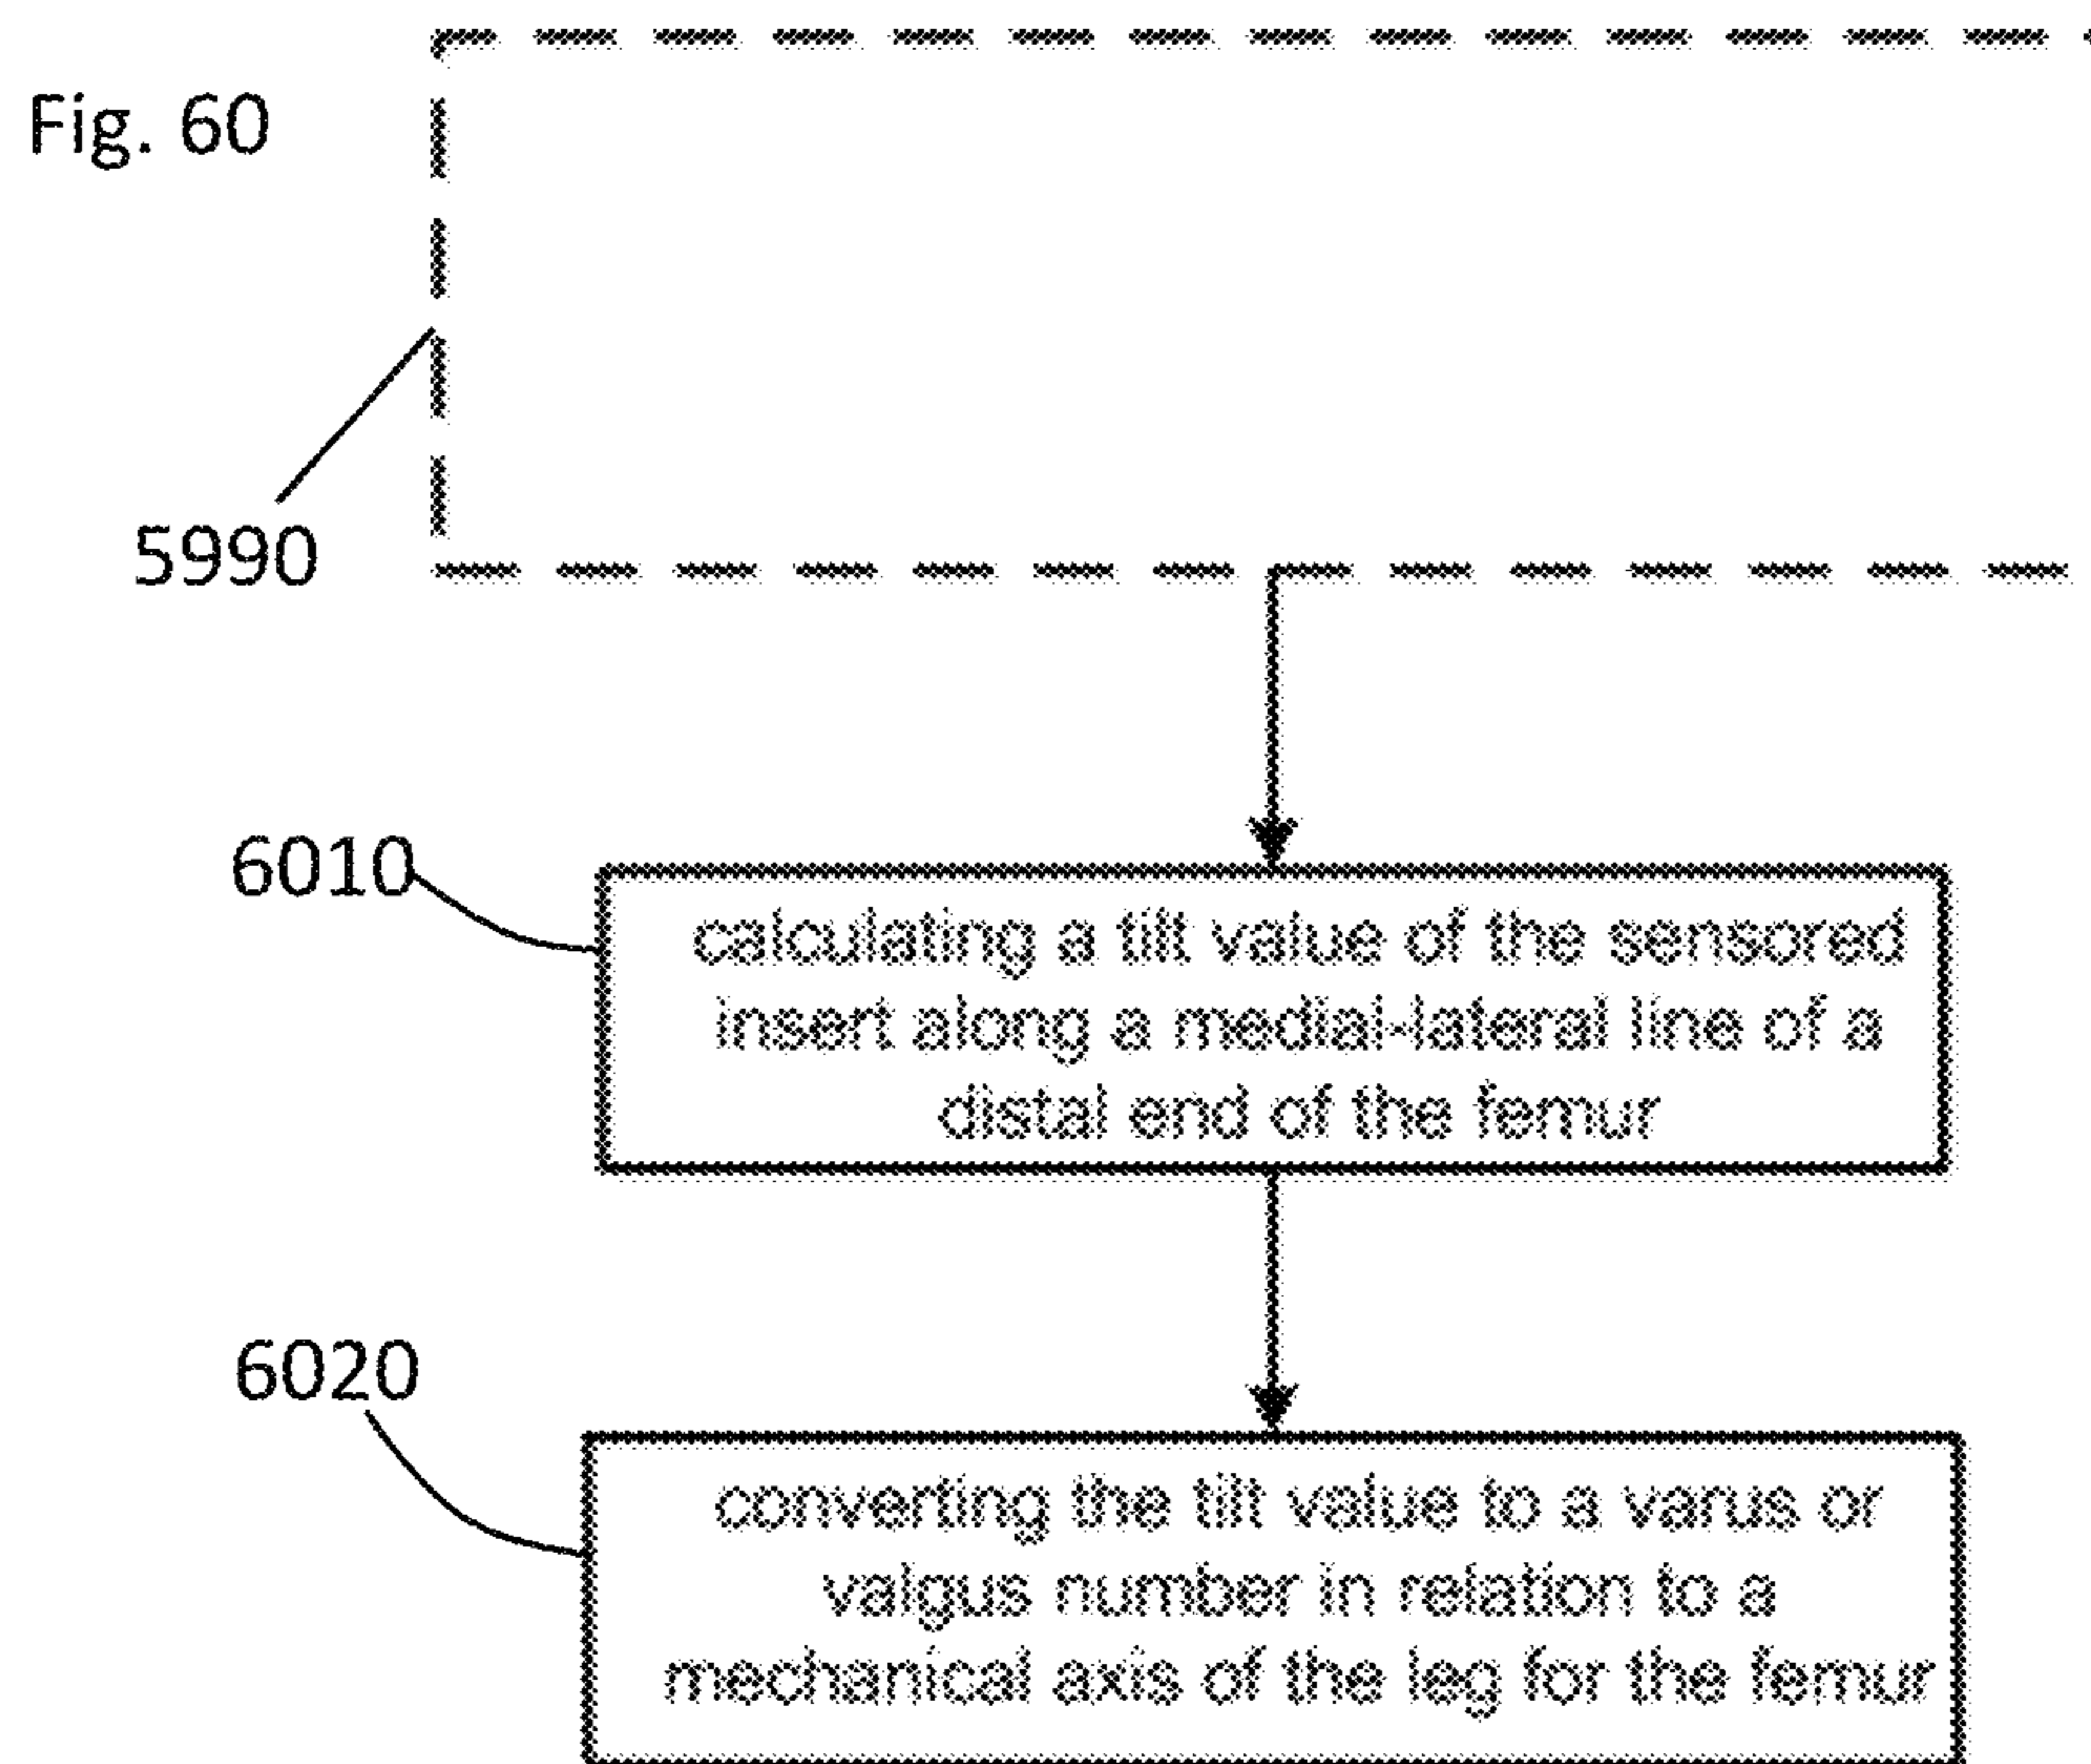 Fig. 60
5990
6010
calculating a tilt value of the sensored
insert along a medial-lateral line of a
distal end of the femur
6020
converting the tilt value to a varus or
valgus number in relation to a
mechanical axis of the leg for the femur